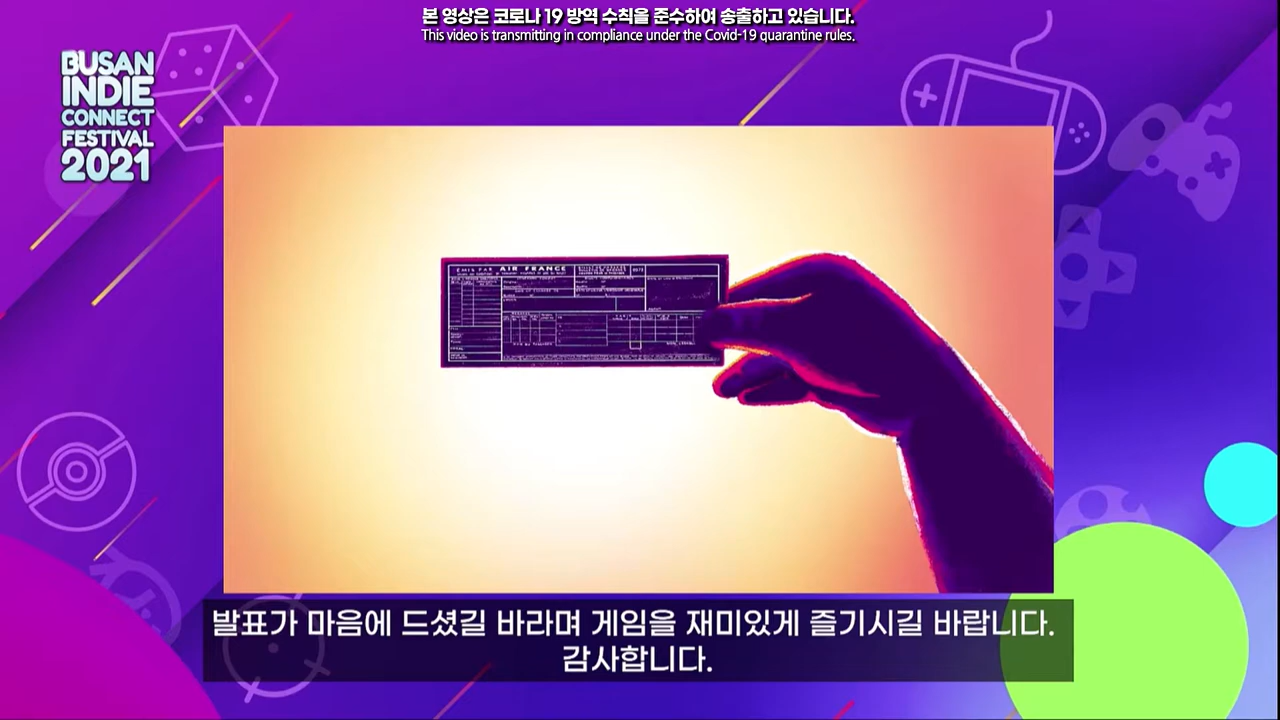 본 영상은 코로나 19 방역 수칙을 준수하여 송출하고 있습니다.
This video is transmitting in compliance under the Covid-19 quarantine rules.
BUSAN
INDIE
CONNECT
FESTIVAL
2021
ÉMIS PAR AIR FRANCE
발표가 마음에 드셨길 바라며 게임을 재미있게 즐기시길 바랍니다.
감사합니다.